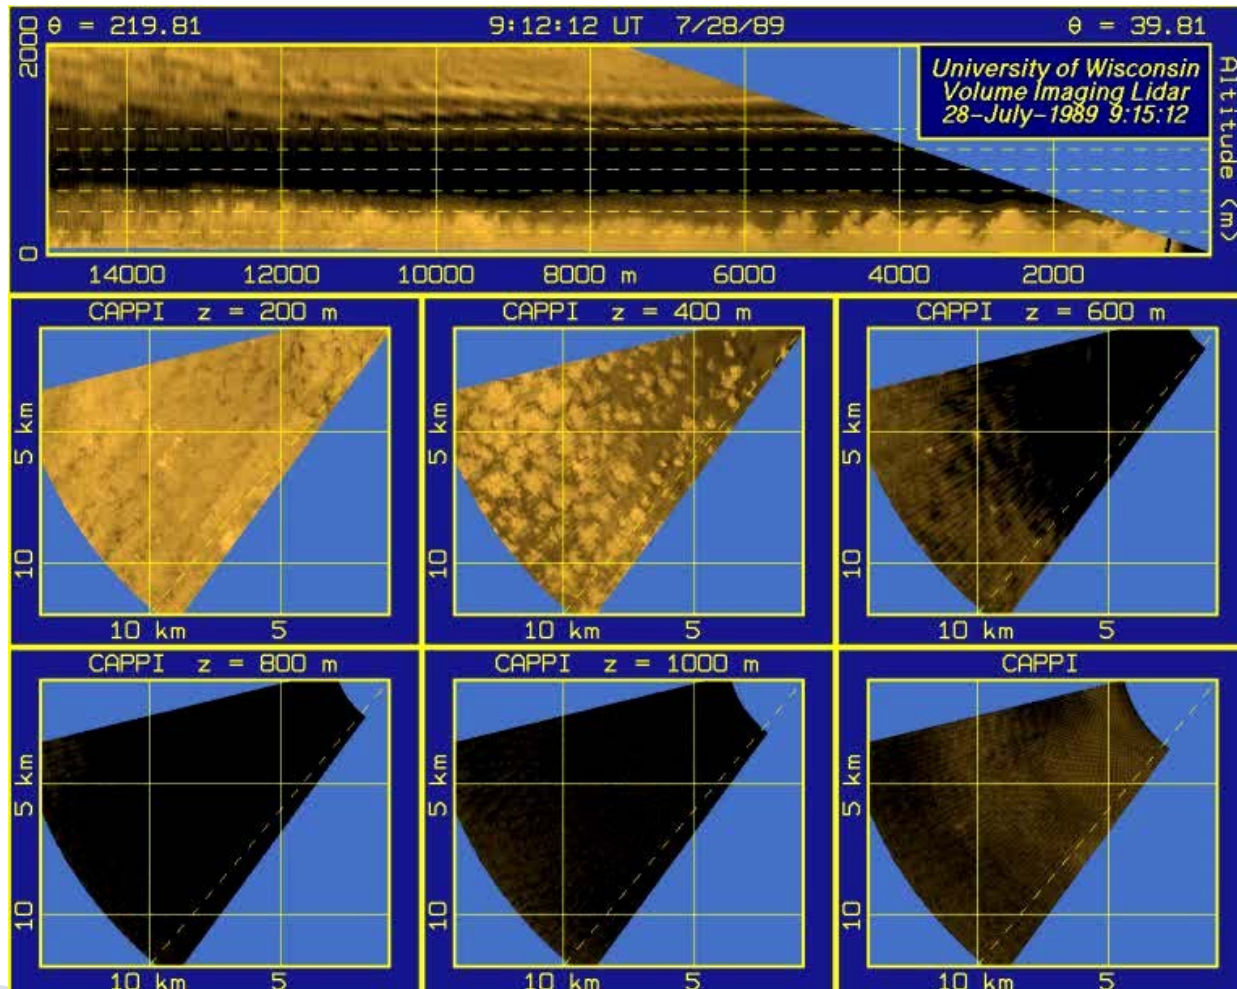 θ = 219.81 9:12:12 UT 7/28/89 θ = 39.81
2000
University of Wisconsin
Volume Imaging Lidar
28-July-1989 9:15:12
Altitude (m)
0
14000 12000 10000 8000 m 6000 4000 2000
CAPPI z = 200 m
5 km
10
10 km 5
CAPPI z = 400 m
5 km
10
10 km 5
CAPPI z = 600 m
5 km
10
10 km 5
CAPPI z = 800 m
5 km
10
10 km 5
CAPPI z = 1000 m
5 km
10
10 km 5
CAPPI
5 km
10
10 km 5